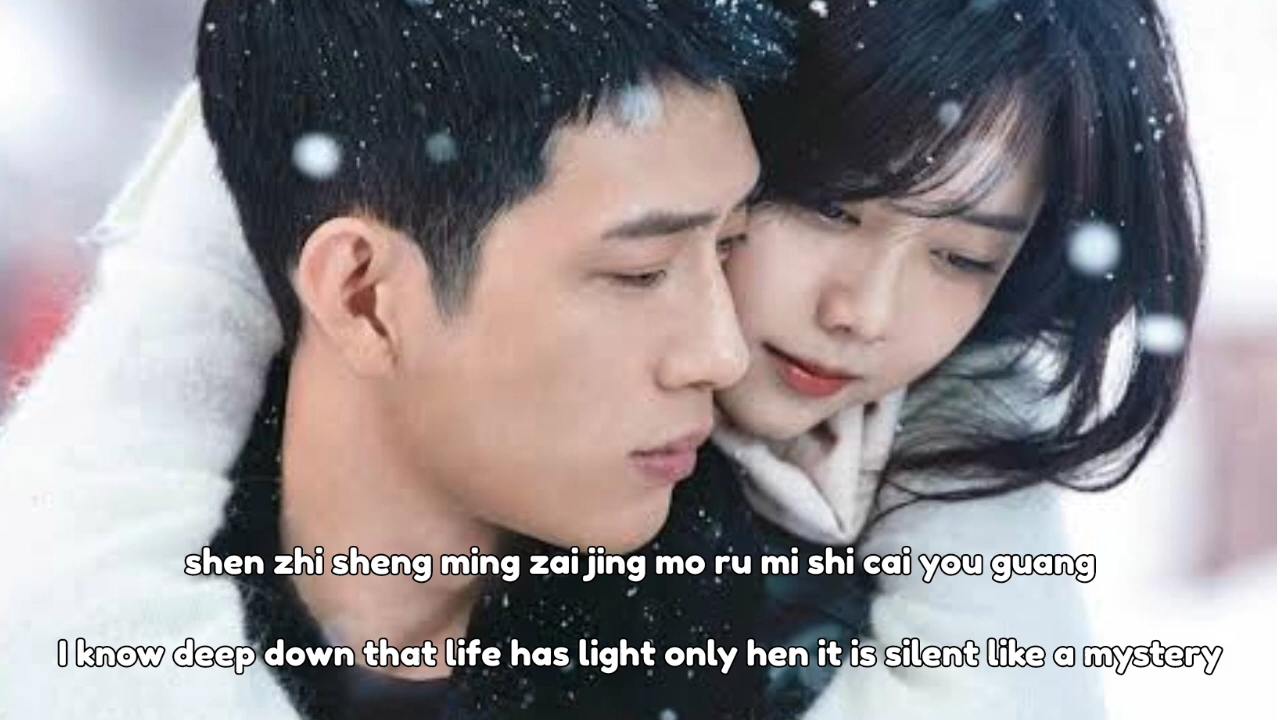 shen zhi sheng ming zai jing mo ru mi shi cai you guang
I know deep down that life has light only hen it is silent like a mystery